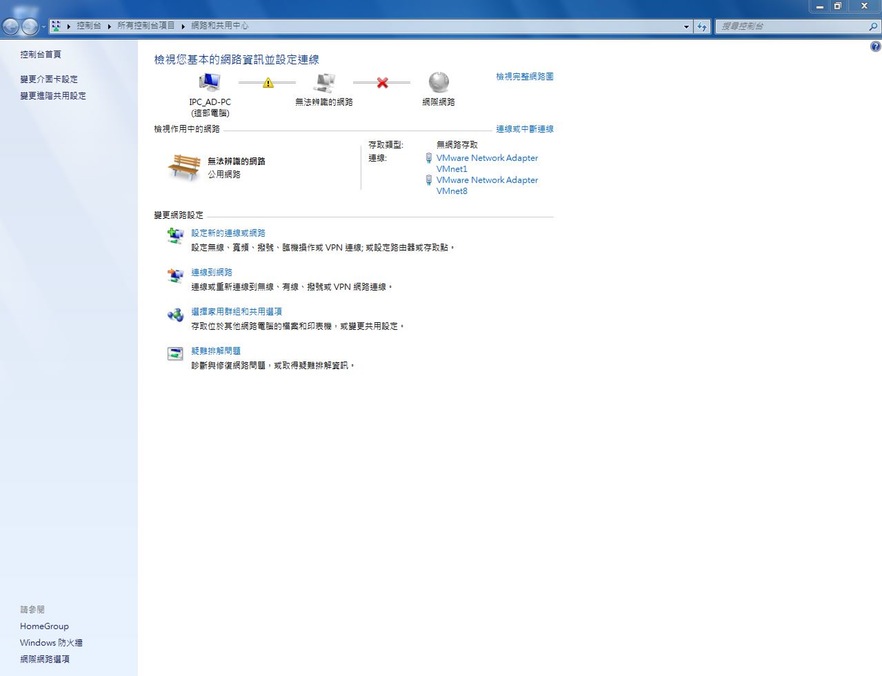 控制台 ▸ 所有控制台項目 ▸ 網路和共用中心
搜尋控制台
控制台首頁
變更介面卡設定
變更進階共用設定
檢視您基本的網路資訊並設定連線
檢視完整網路圖
IPC_AD-PC
(這部電腦)
無法辨識的網路
網際網路
檢視作用中的網路
連線或中斷連線
無法辨識的網路
公用網路
存取類型:
無網路存取
連線:
VMware Network Adapter
VMnet1
VMware Network Adapter
VMnet8
變更網路設定
設定新的連線或網路
設定無線、寬頻、撥號、臨機操作或 VPN 連線; 或設定路由器或存取點。
連線到網路
連線或重新連線到無線、有線、撥號或 VPN 網路連線。
選擇家用群組和共用選項
存取位於其他網路電腦的檔案和印表機，或變更共用設定。
疑難排解問題
診斷與修復網路問題，或取得疑難排解資訊。
請參閱
HomeGroup
Windows 防火牆
網際網路選項